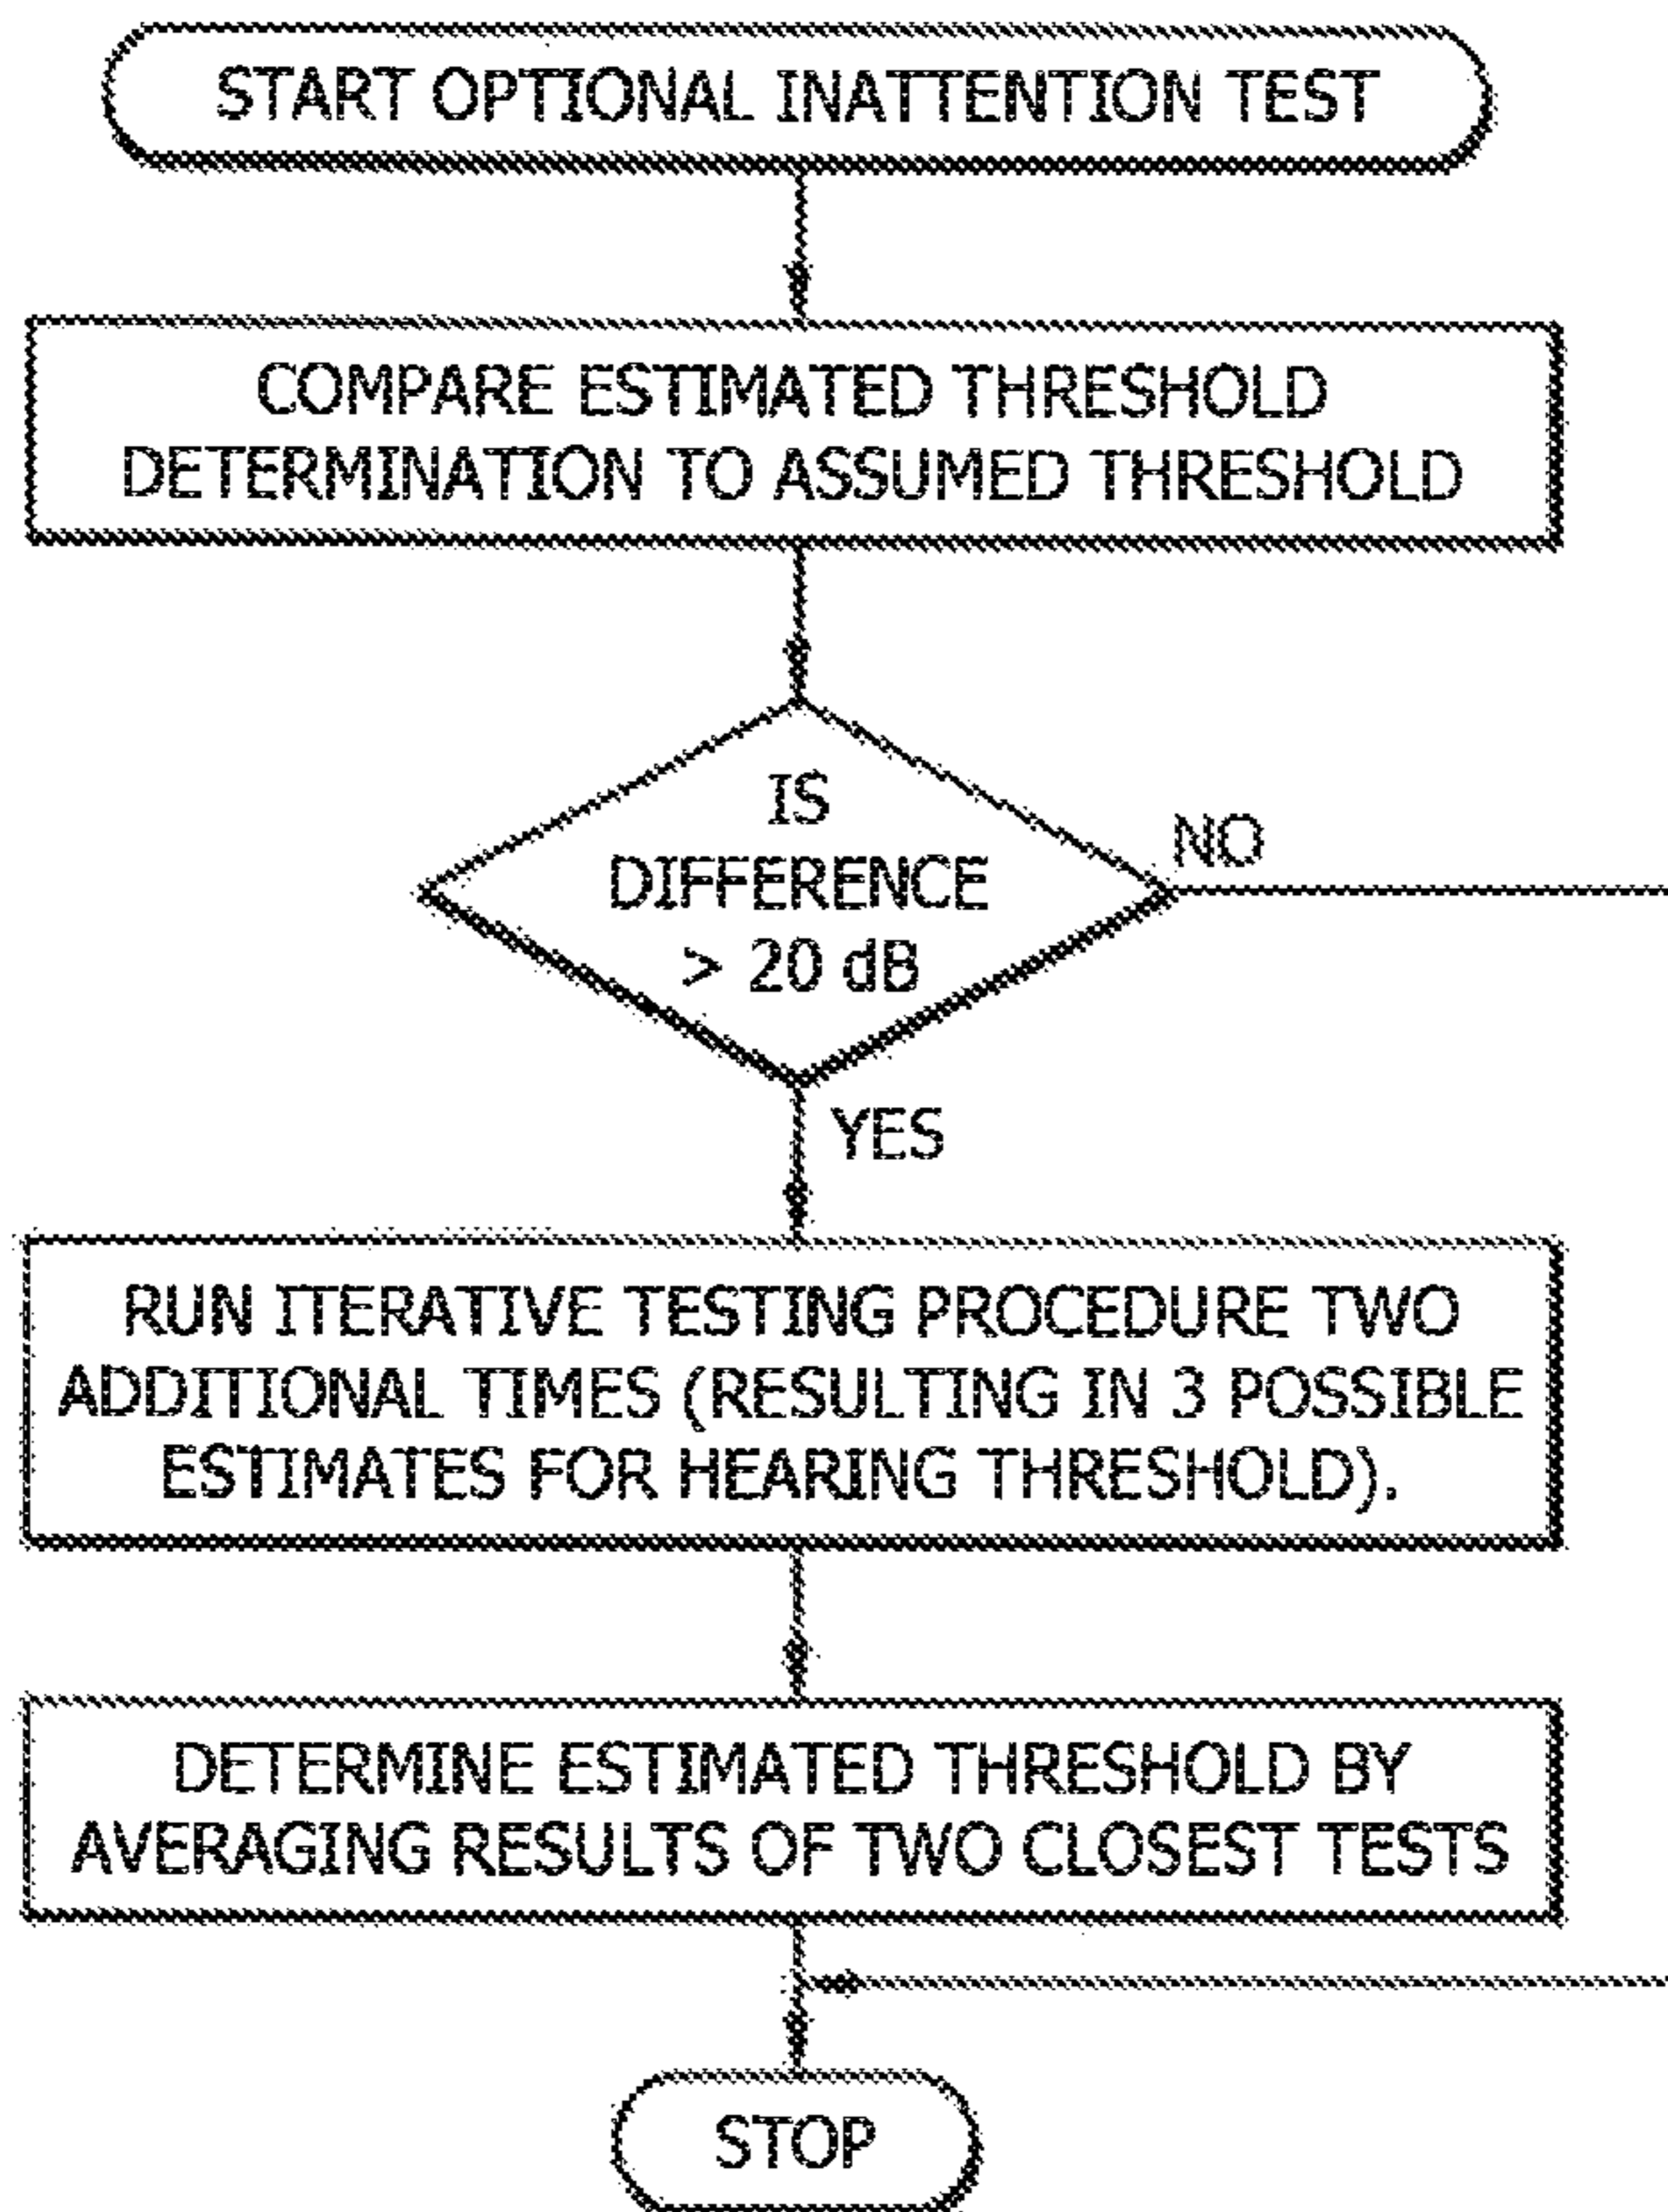 START OPTIONAL INATTENTION TEST
COMPARE ESTIMATED THRESHOLD
DETERMINATION TO ASSUMED THRESHOLD
IS
DIFFERENCE
> 20 dB
NO
YES
RUN ITERATIVE TESTING PROCEDURE TWO
ADDITIONAL TIMES (RESULTING IN 3 POSSIBLE
ESTIMATES FOR HEARING THRESHOLD).
DETERMINE ESTIMATED THRESHOLD BY
AVERAGING RESULTS OF TWO CLOSEST TESTS
STOP